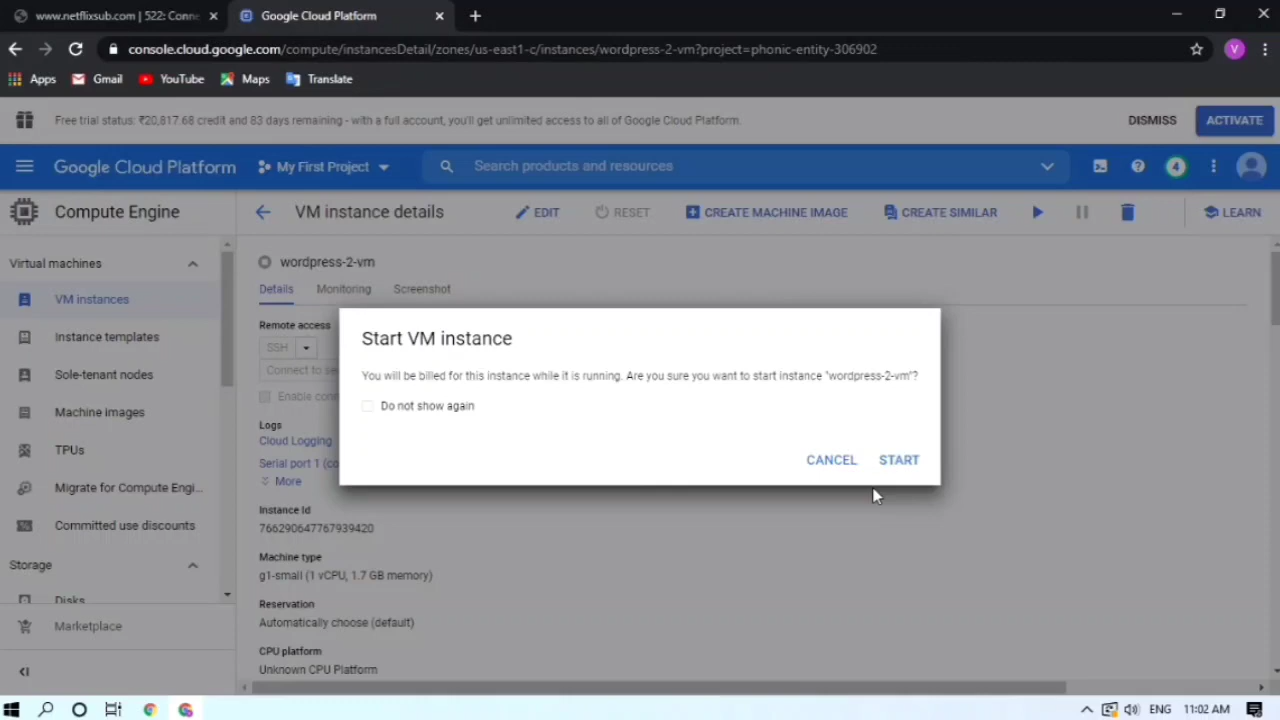 www.netflixsub.com | 522: Conne
Google Cloud Platform
console.cloud.google.com/compute/instancesDetail/zones/us-east1-c/instances/wordpress-2-vm?project=phonic-entity-306902
V
Apps Gmail YouTube Maps Translate
Free trial status: ₹20,817.68 credit and 83 days remaining - with a full account, you'll get unlimited access to all of Google Cloud Platform.
DISMISS ACTIVATE
Google Cloud Platform My First Project Search products and resources 4
Compute Engine VM instance details EDIT RESET CREATE MACHINE IMAGE CREATE SIMILAR LEARN
Virtual machines
VM instances
Instance templates
Sole-tenant nodes
Machine images
TPUs
Migrate for Compute Engi...
Committed use discounts
Storage
Disks
Marketplace
wordpress-2-vm
Details Monitoring Screenshot
Remote access
SSH
Connect to se
Enable conn
Logs
Cloud Logging
Serial port 1 (co
More
Instance Id
766290647767939420
Machine type
g1-small (1 vCPU, 1.7 GB memory)
Reservation
Automatically choose (default)
CPU platform
Unknown CPU Platform
Start VM instance
You will be billed for this instance while it is running. Are you sure you want to start instance "wordpress-2-vm"?
Do not show again
CANCEL START
ENG 11:02 AM